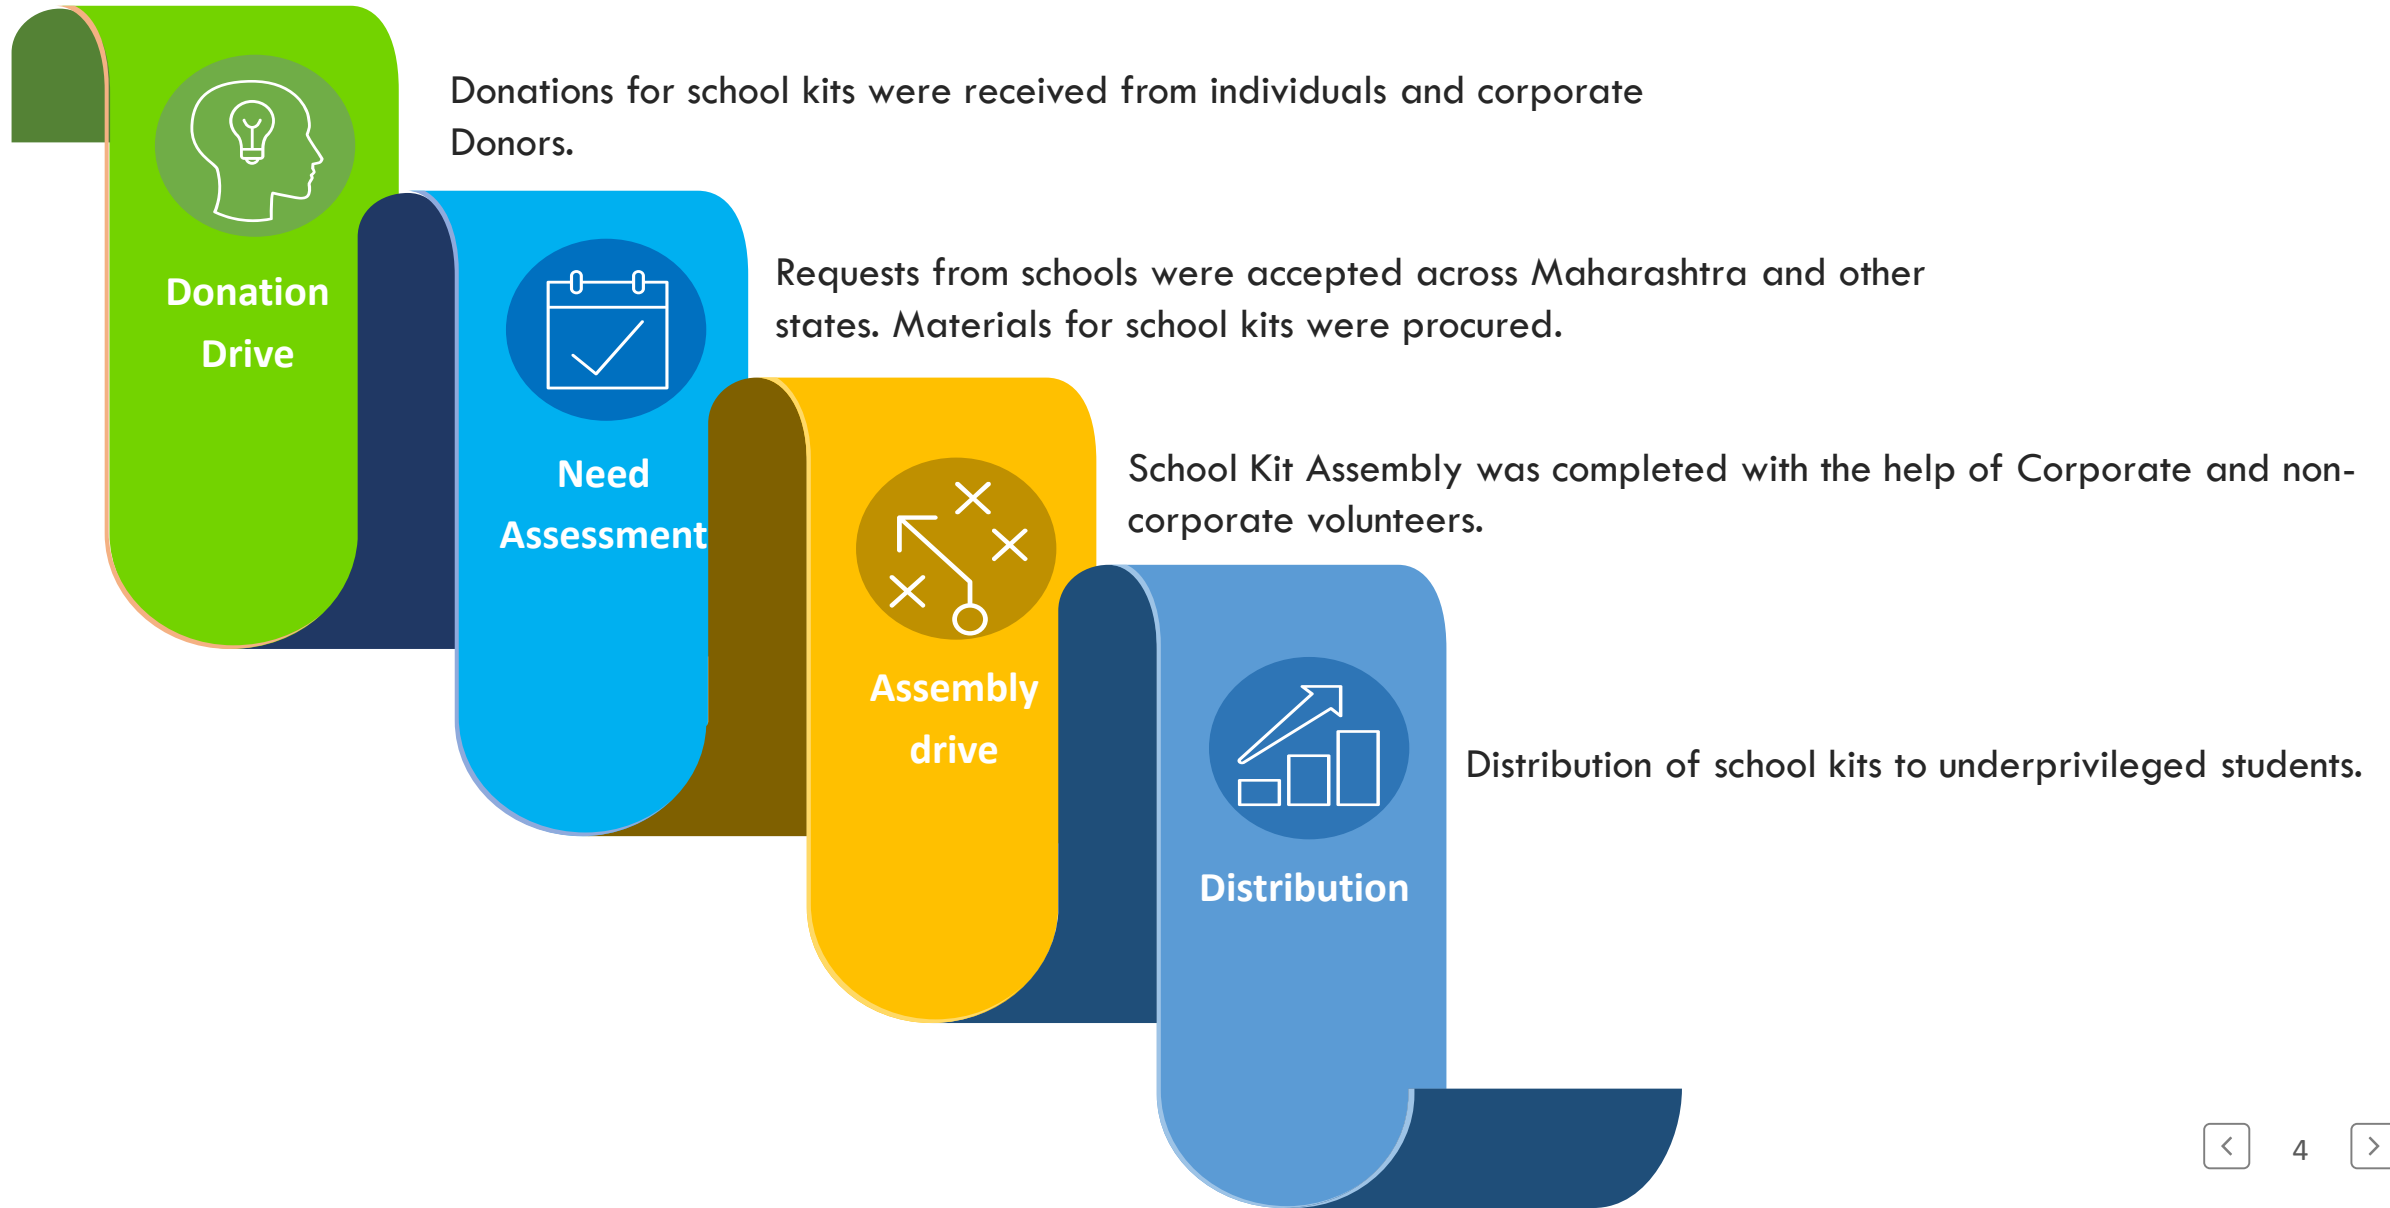 Donation
Drive
Donations for school kits were received from individuals and corporate
Donors.
Need
Assessment
Requests from schools were accepted across Maharashtra and other
states. Materials for school kits were procured.
Assembly
drive
School Kit Assembly was completed with the help of Corporate and non-
corporate volunteers.
Distribution
Distribution of school kits to underprivileged students.
4